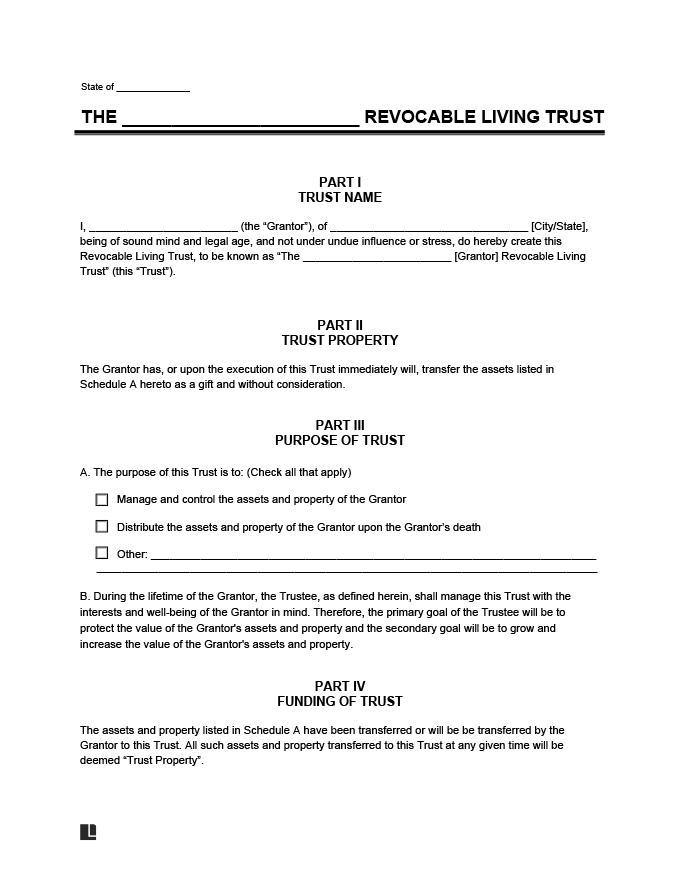 State of _____________
THE ________________________ REVOCABLE LIVING TRUST
PART I
TRUST NAME
I, ________________________ (the “Grantor”), of ________________________________ [City/State],
being of sound mind and legal age, and not under undue influence or stress, do hereby create this
Revocable Living Trust, to be known as “The ________________________ [Grantor] Revocable Living
Trust” (this “Trust”).
PART II
TRUST PROPERTY
The Grantor has, or upon the execution of this Trust immediately will, transfer the assets listed in
Schedule A hereto as a gift and without consideration.
PART III
PURPOSE OF TRUST
A. The purpose of this Trust is to: (Check all that apply)
☐ Manage and control the assets and property of the Grantor
☐ Distribute the assets and property of the Grantor upon the Grantor’s death
☐ Other: ________________________________________________________________________
_________________________________________________________________________________
B. During the lifetime of the Grantor, the Trustee, as defined herein, shall manage this Trust with the
interests and well-being of the Grantor in mind. Therefore, the primary goal of the Trustee will be to
protect the value of the Grantor's assets and property and the secondary goal will be to grow and
increase the value of the Grantor's assets and property.
PART IV
FUNDING OF TRUST
The assets and property listed in Schedule A have been transferred or will be be transferred by the
Grantor to this Trust. All such assets and property transferred to this Trust at any given time will be
deemed “Trust Property”.